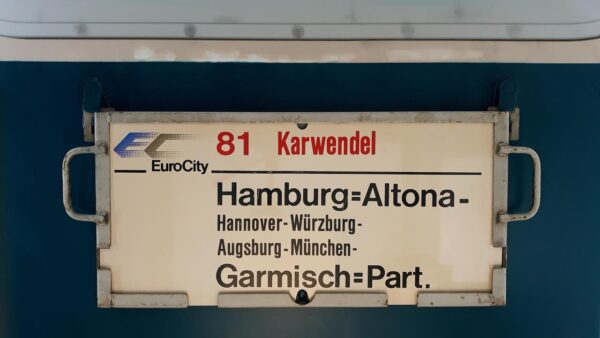 EC
EuroCity
81 Karwendel
Hamburg=Altona-
Hannover-Würzburg-
Augsburg-München-
Garmisch=Part.